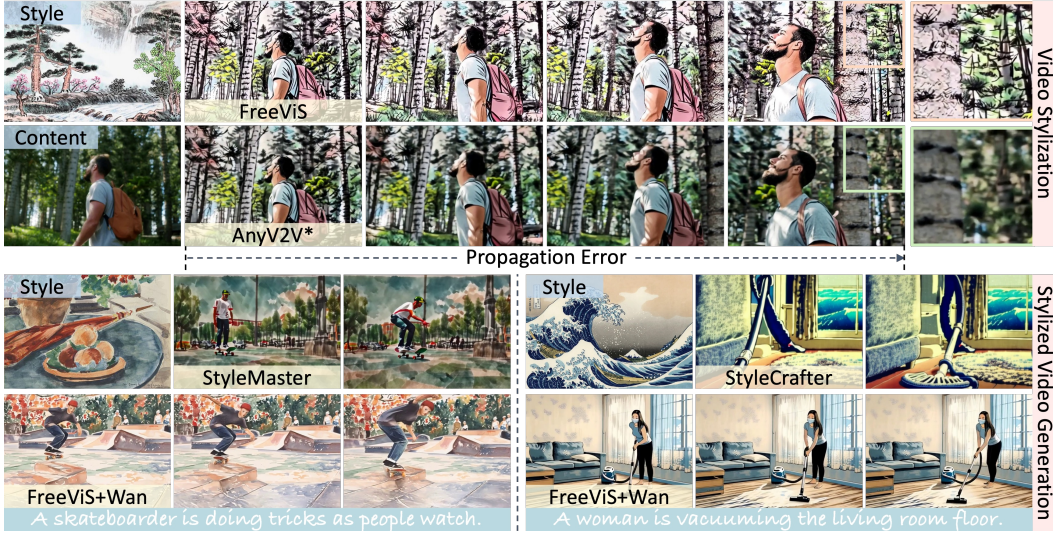 Style
FreeViS
Video Stylization
Content
AnyV2V*
Propagation Error
Style
StyleMaster
Style
StyleCrafter
Stylized Video Generation
FreeViS+Wan
FreeViS+Wan
A skateboarder is doing tricks as people watch.
A woman is vacuuming the living room floor.